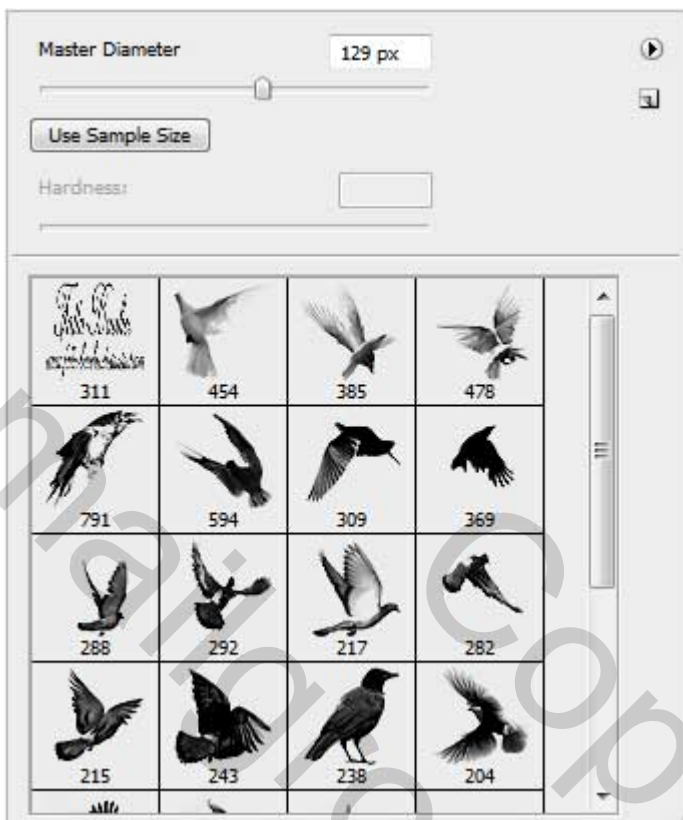 Master Diameter 129 px
Use Sample Size
Hardness:
311 454 385 478
791 594 309 369
288 292 217 282
215 243 238 204